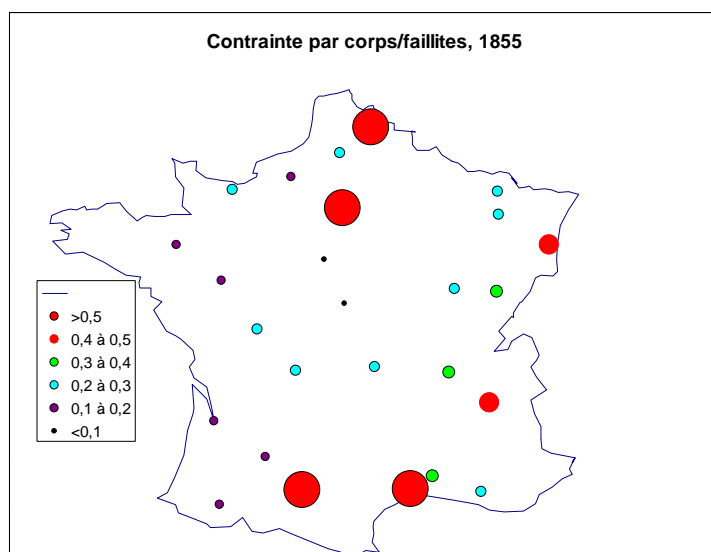 Contrainte par corps/faillites, 1855
>0,5
0,4 à 0,5
0,3 à 0,4
0,2 à 0,3
0,1 à 0,2
<0,1